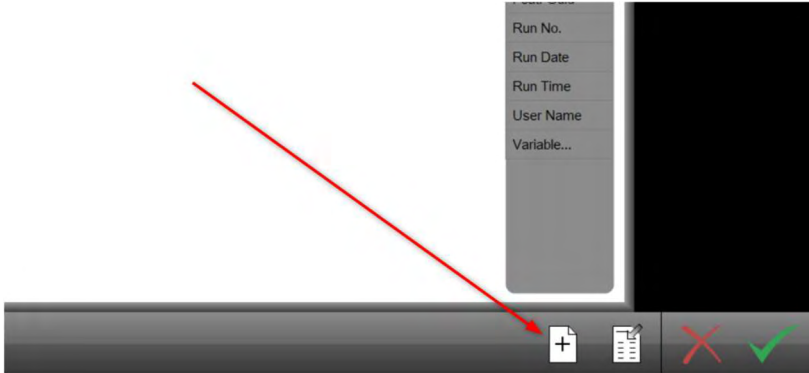 Run No.
Run Date
Run Time
User Name
Variable...